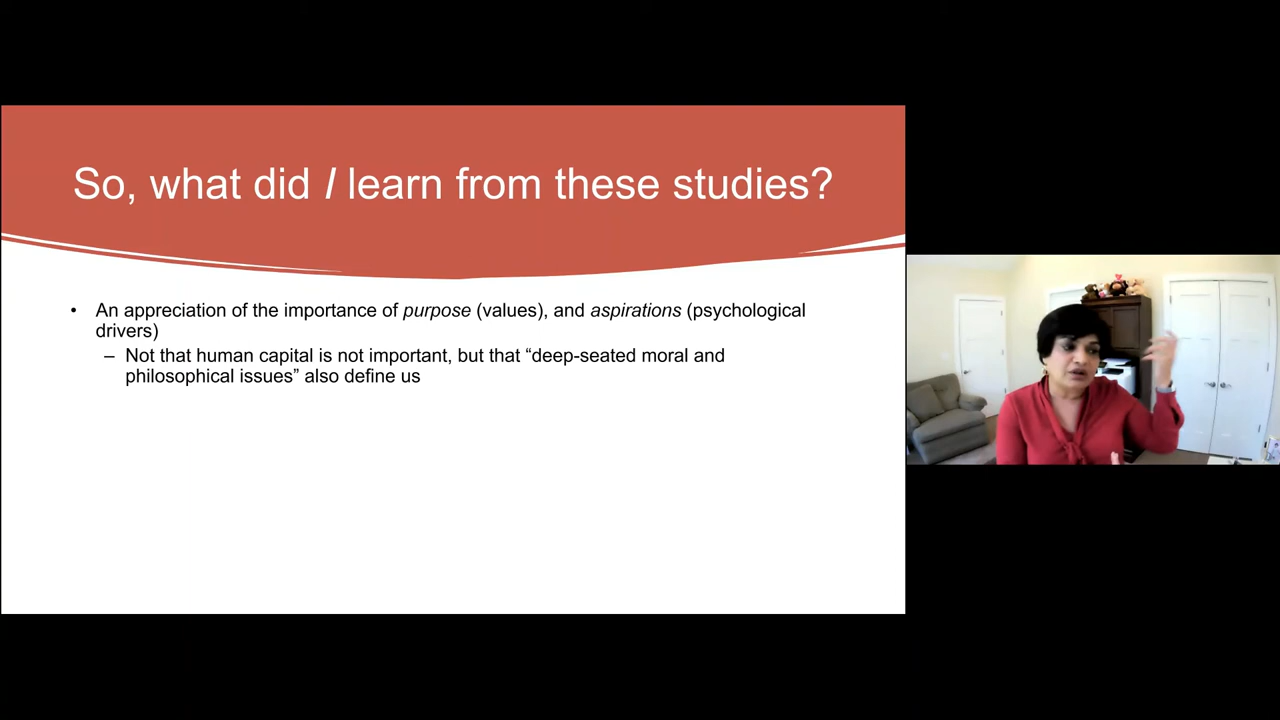 So, what did I learn from these studies?
• An appreciation of the importance of purpose (values), and aspirations (psychological
drivers)
– Not that human capital is not important, but that “deep-seated moral and
philosophical issues” also define us